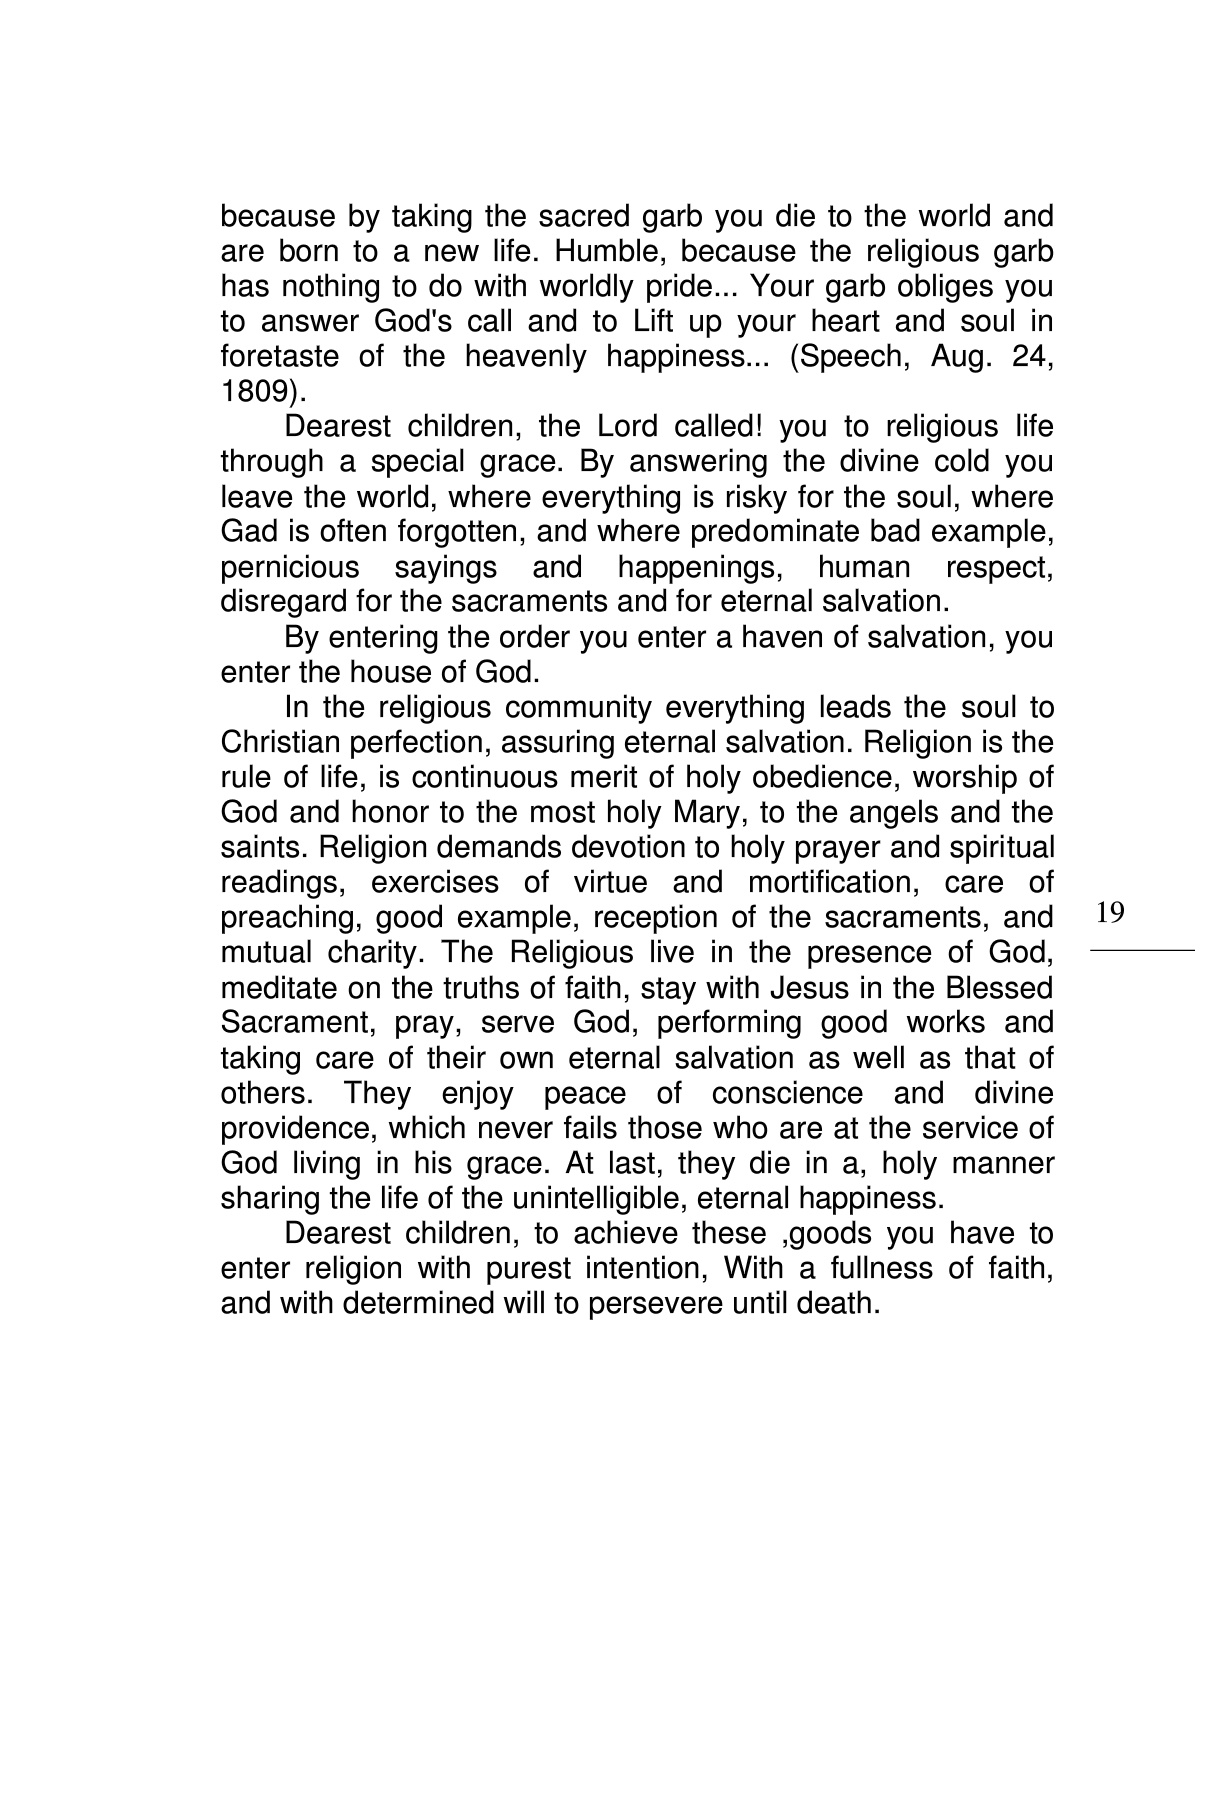 because by taking the sacred garb you die to the world and
are born to a new life. Humble, because the religious garb
has nothing to do with worldly pride... Your garb obliges you
to answer God's call and to Lift up your heart and soul in
foretaste of the heavenly happiness... (Speech, Aug. 24,
1809).
Dearest children, the Lord called! you to religious life
through a special grace. By answering the divine cold you
leave the world, where everything is risky for the soul, where
Gad is often forgotten, and where predominate bad example,
pernicious sayings and happenings, human respect,
disregard for the sacraments and for eternal salvation.
By entering the order you enter a haven of salvation, you
enter the house of God.
In the religious community everything leads the soul to
Christian perfection, assuring eternal salvation. Religion is the
rule of life, is continuous merit of holy obedience, worship of
God and honor to the most holy Mary, to the angels and the
saints. Religion demands devotion to holy prayer and spiritual
readings, exercises of virtue and mortification, care of
preaching, good example, reception of the sacraments, and
mutual charity. The Religious live in the presence of God,
meditate on the truths of faith, stay with Jesus in the Blessed
Sacrament, pray, serve God, performing good works and
taking care of their own eternal salvation as well as that of
others. They enjoy peace of conscience and divine
providence, which never fails those who are at the service of
God living in his grace. At last, they die in a, holy manner
sharing the life of the unintelligible, eternal happiness.
Dearest children, to achieve these ,goods you have to
enter religion with purest intention, With a fullness of faith,
and with determined will to persevere until death.
19